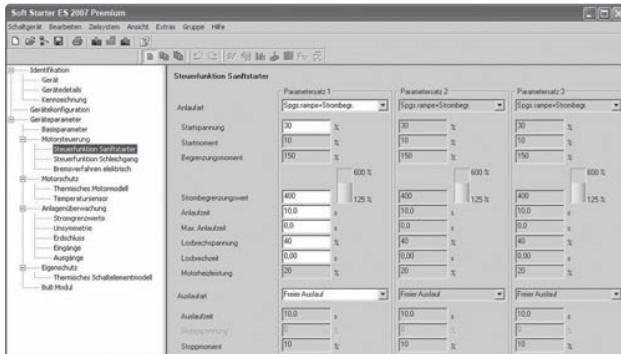 Soft Starter ES 2007 Premium
Schaltgerät Bearbeiten Zielsystem Ansicht Extras Gruppe Hilfe
Identifikation
Gerät
Gerätedetails
Kennzeichnung
Gerätekonfiguration
Geräteparameter
Basisparameter
Motorsteuerung
Steuerfunktion Sanftstarter
Steuerfunktion Schleichgang
Bremsverfahren elektrisch
Motorschutz
Thermisches Motormodell
Temperatursensor
Anlagenüberwachung
Stromgrenzwerte
Unsymmetrie
Erdschluss
Eingänge
Ausgänge
Eigenschutz
Thermisches Schaltelementmodell
BuB Modul
Steuerfunktion Sanftstarter
Parametersatz 1 Parametersatz 2 Parametersatz 3
Anlaufart Spgs.rampe+Strombegr. Spgs.rampe+Strombegr. Spgs.rampe+Strombegr.
Startspannung 30 % 30 % 30 %
Startmoment 10 % 10 % 10 %
Begrenzungsmoment 150 % 150 % 150 %
600 % 600 % 600 %
Strombegrenzungswert 400 125 % 400 125 % 400 125 %
Anlaufzeit 10,0 s 10,0 s 10,0 s
Max. Anlaufzeit 0,0 s 0,0 s 0,0 s
Losbrechspannung 40 % 40 % 40 %
Losbrechzeit 0,00 s 0,00 s 0,00 s
Motorheizleistung 20 % 20 % 20 %
Auslaufart Freier Auslauf Freier Auslauf Freier Auslauf
Auslaufzeit 10,0 s 10,0 s 10,0 s
Stoppmoment 10 % 10 % 10 %